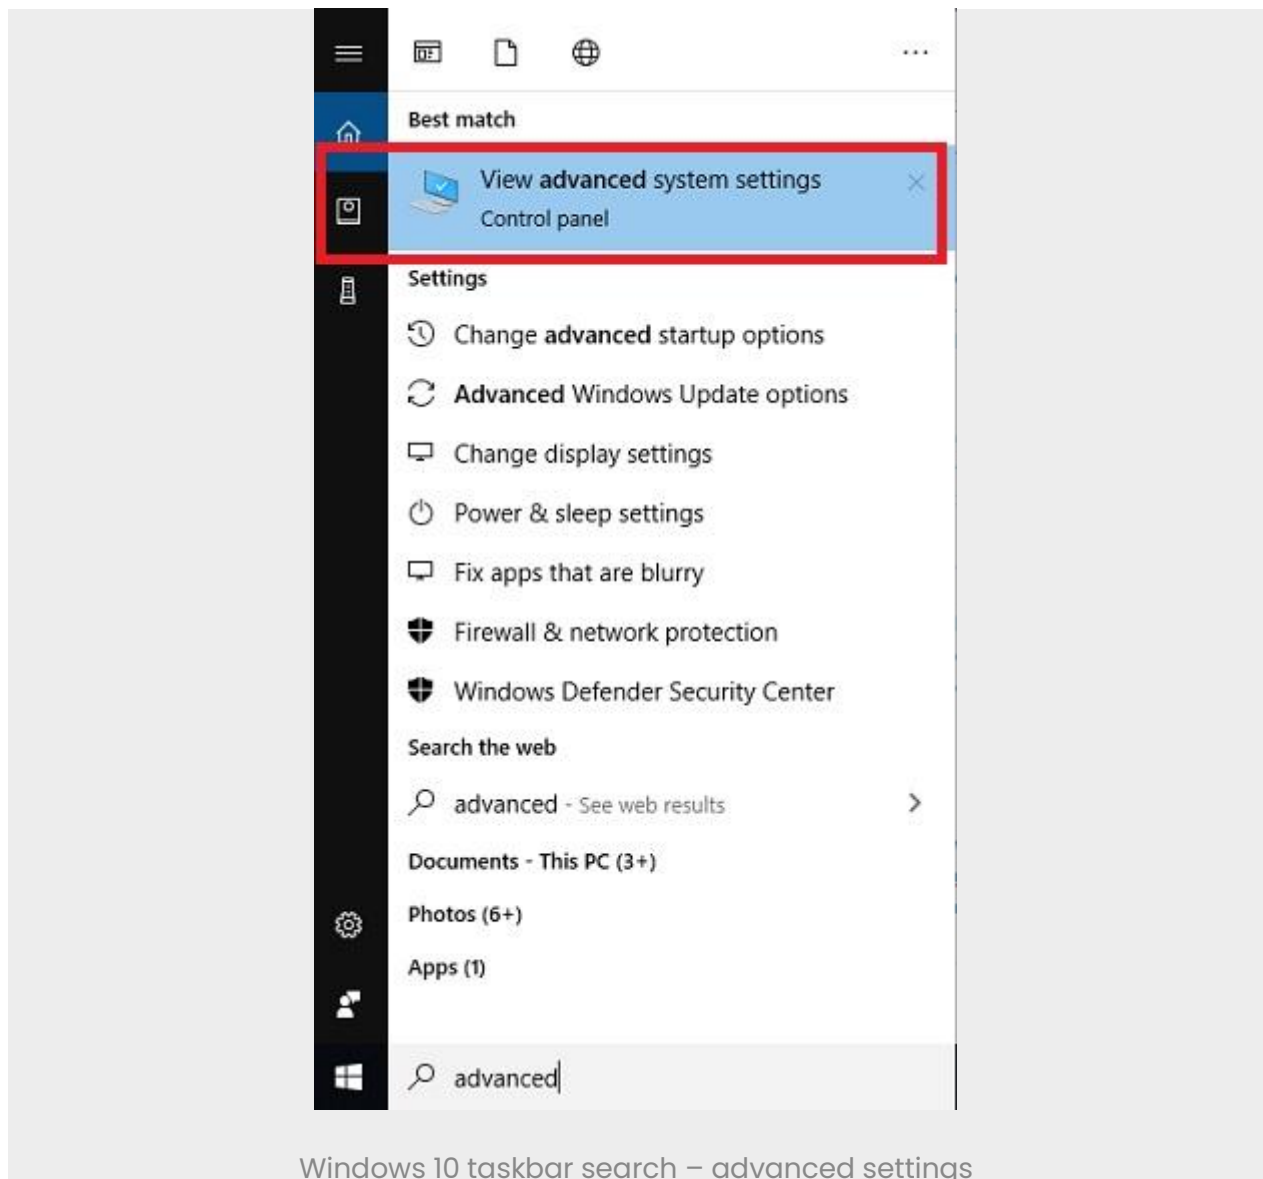 Best match
View advanced system settings
Control panel
Settings
Change advanced startup options
Advanced Windows Update options
Change display settings
Power & sleep settings
Fix apps that are blurry
Firewall & network protection
Windows Defender Security Center
Search the web
advanced - See web results
Documents - This PC (3+)
Photos (6+)
Apps (1)
advanced
Windows 10 taskbar search – advanced settings